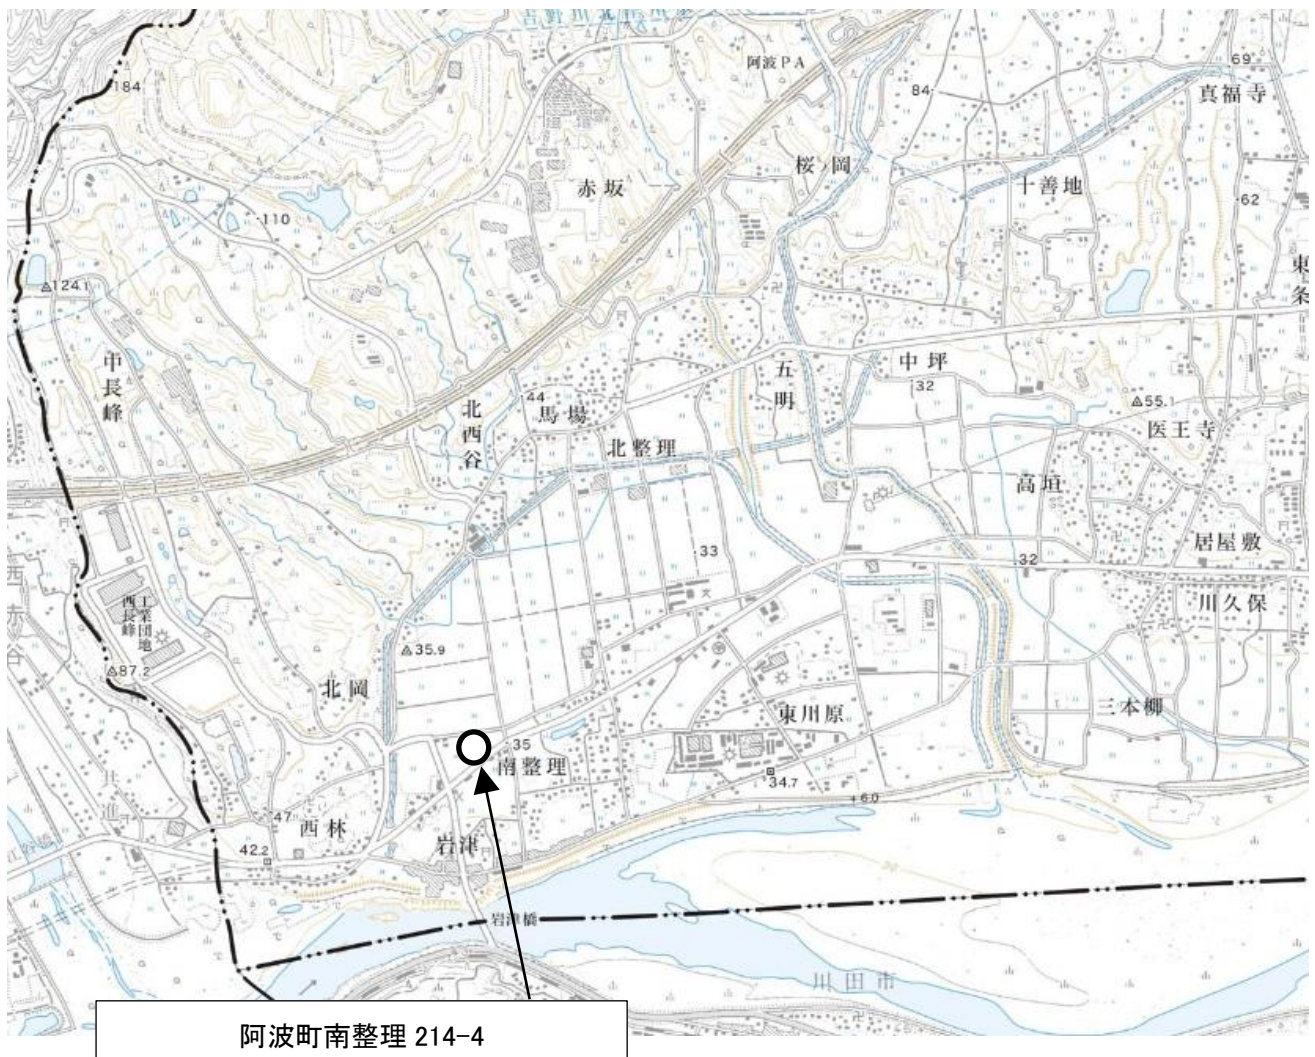 阿波PA
69
真福寺
184
84
桜ノ岡
赤坂
十善地
62
110
東条
124.1
中長峰
五明
中坪
32
55.1
44
馬場
北西谷
北整理
医王寺
高垣
33
居屋敷
32
川久保
工業団地
西長峰
35.9
87.2
北岡
三本柳
東川原
35
南整理
34.7
60
47
西林
42.2
岩津
岩津橋
川田市
阿波町南整理 214-4